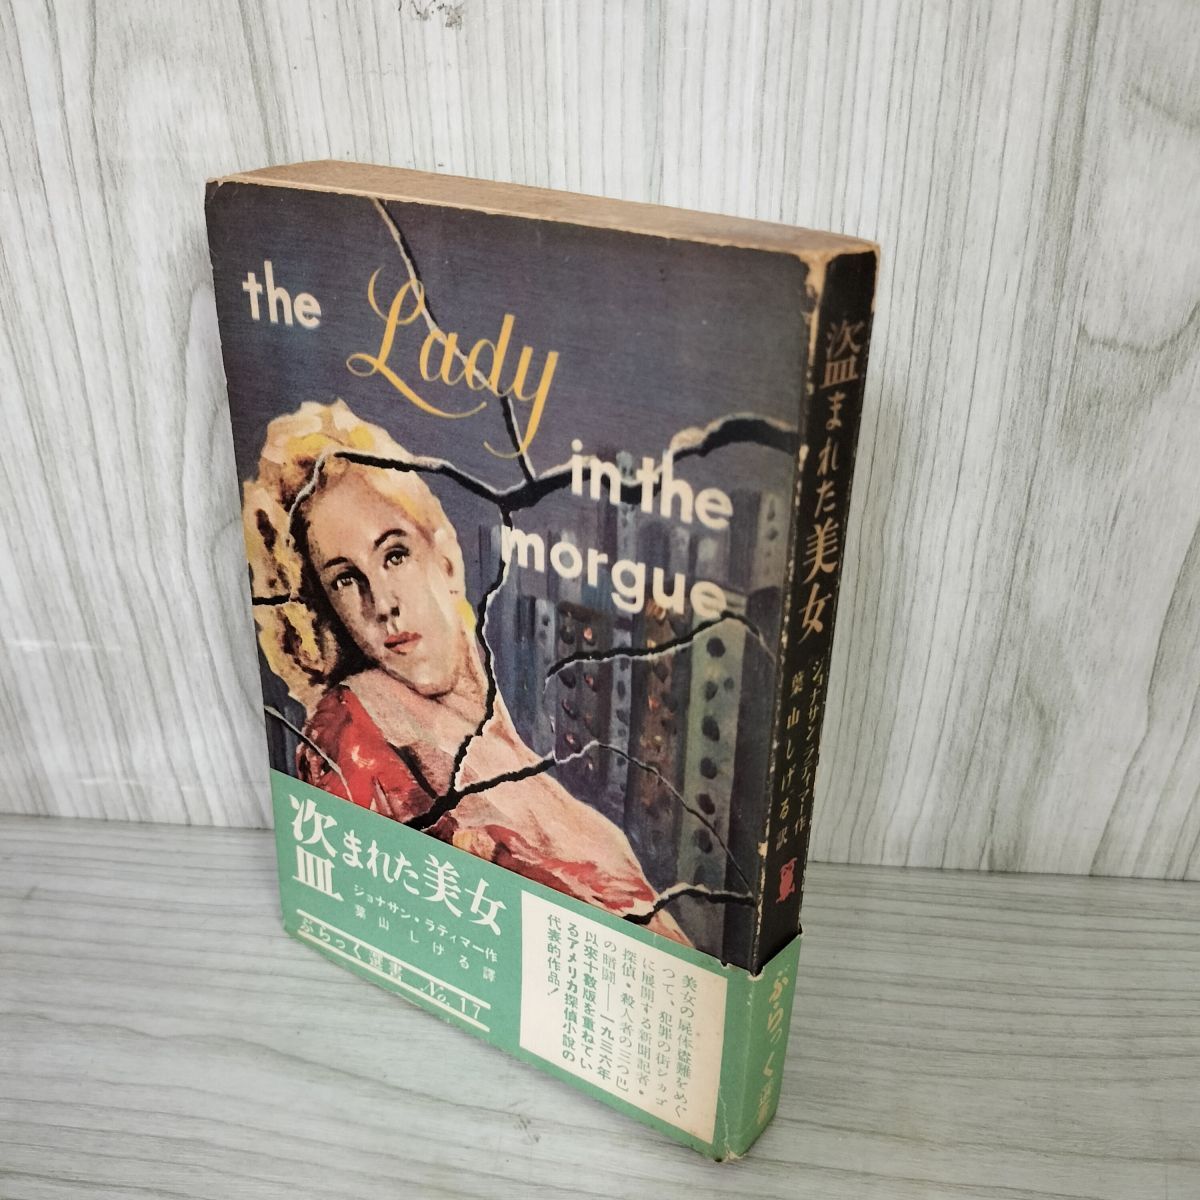 the
Lady
in the
morgue
盗まれた美女
ジョナサン・ラティマー作
葉山しける譯
ぶらっく選書 No.17
美女の屍体盗難をめぐ
つて、犯罪の街シカゴ
に展開する新聞記者・
探偵・殺人者の三つ巴
の暗闘――一九三六年
以來十数版を重ねてい
るアメリカ探偵小説の
代表的作品!
盗まれた美女
ジョナサン・ラティマー作
葉山しげる訳
ぶらっく選書